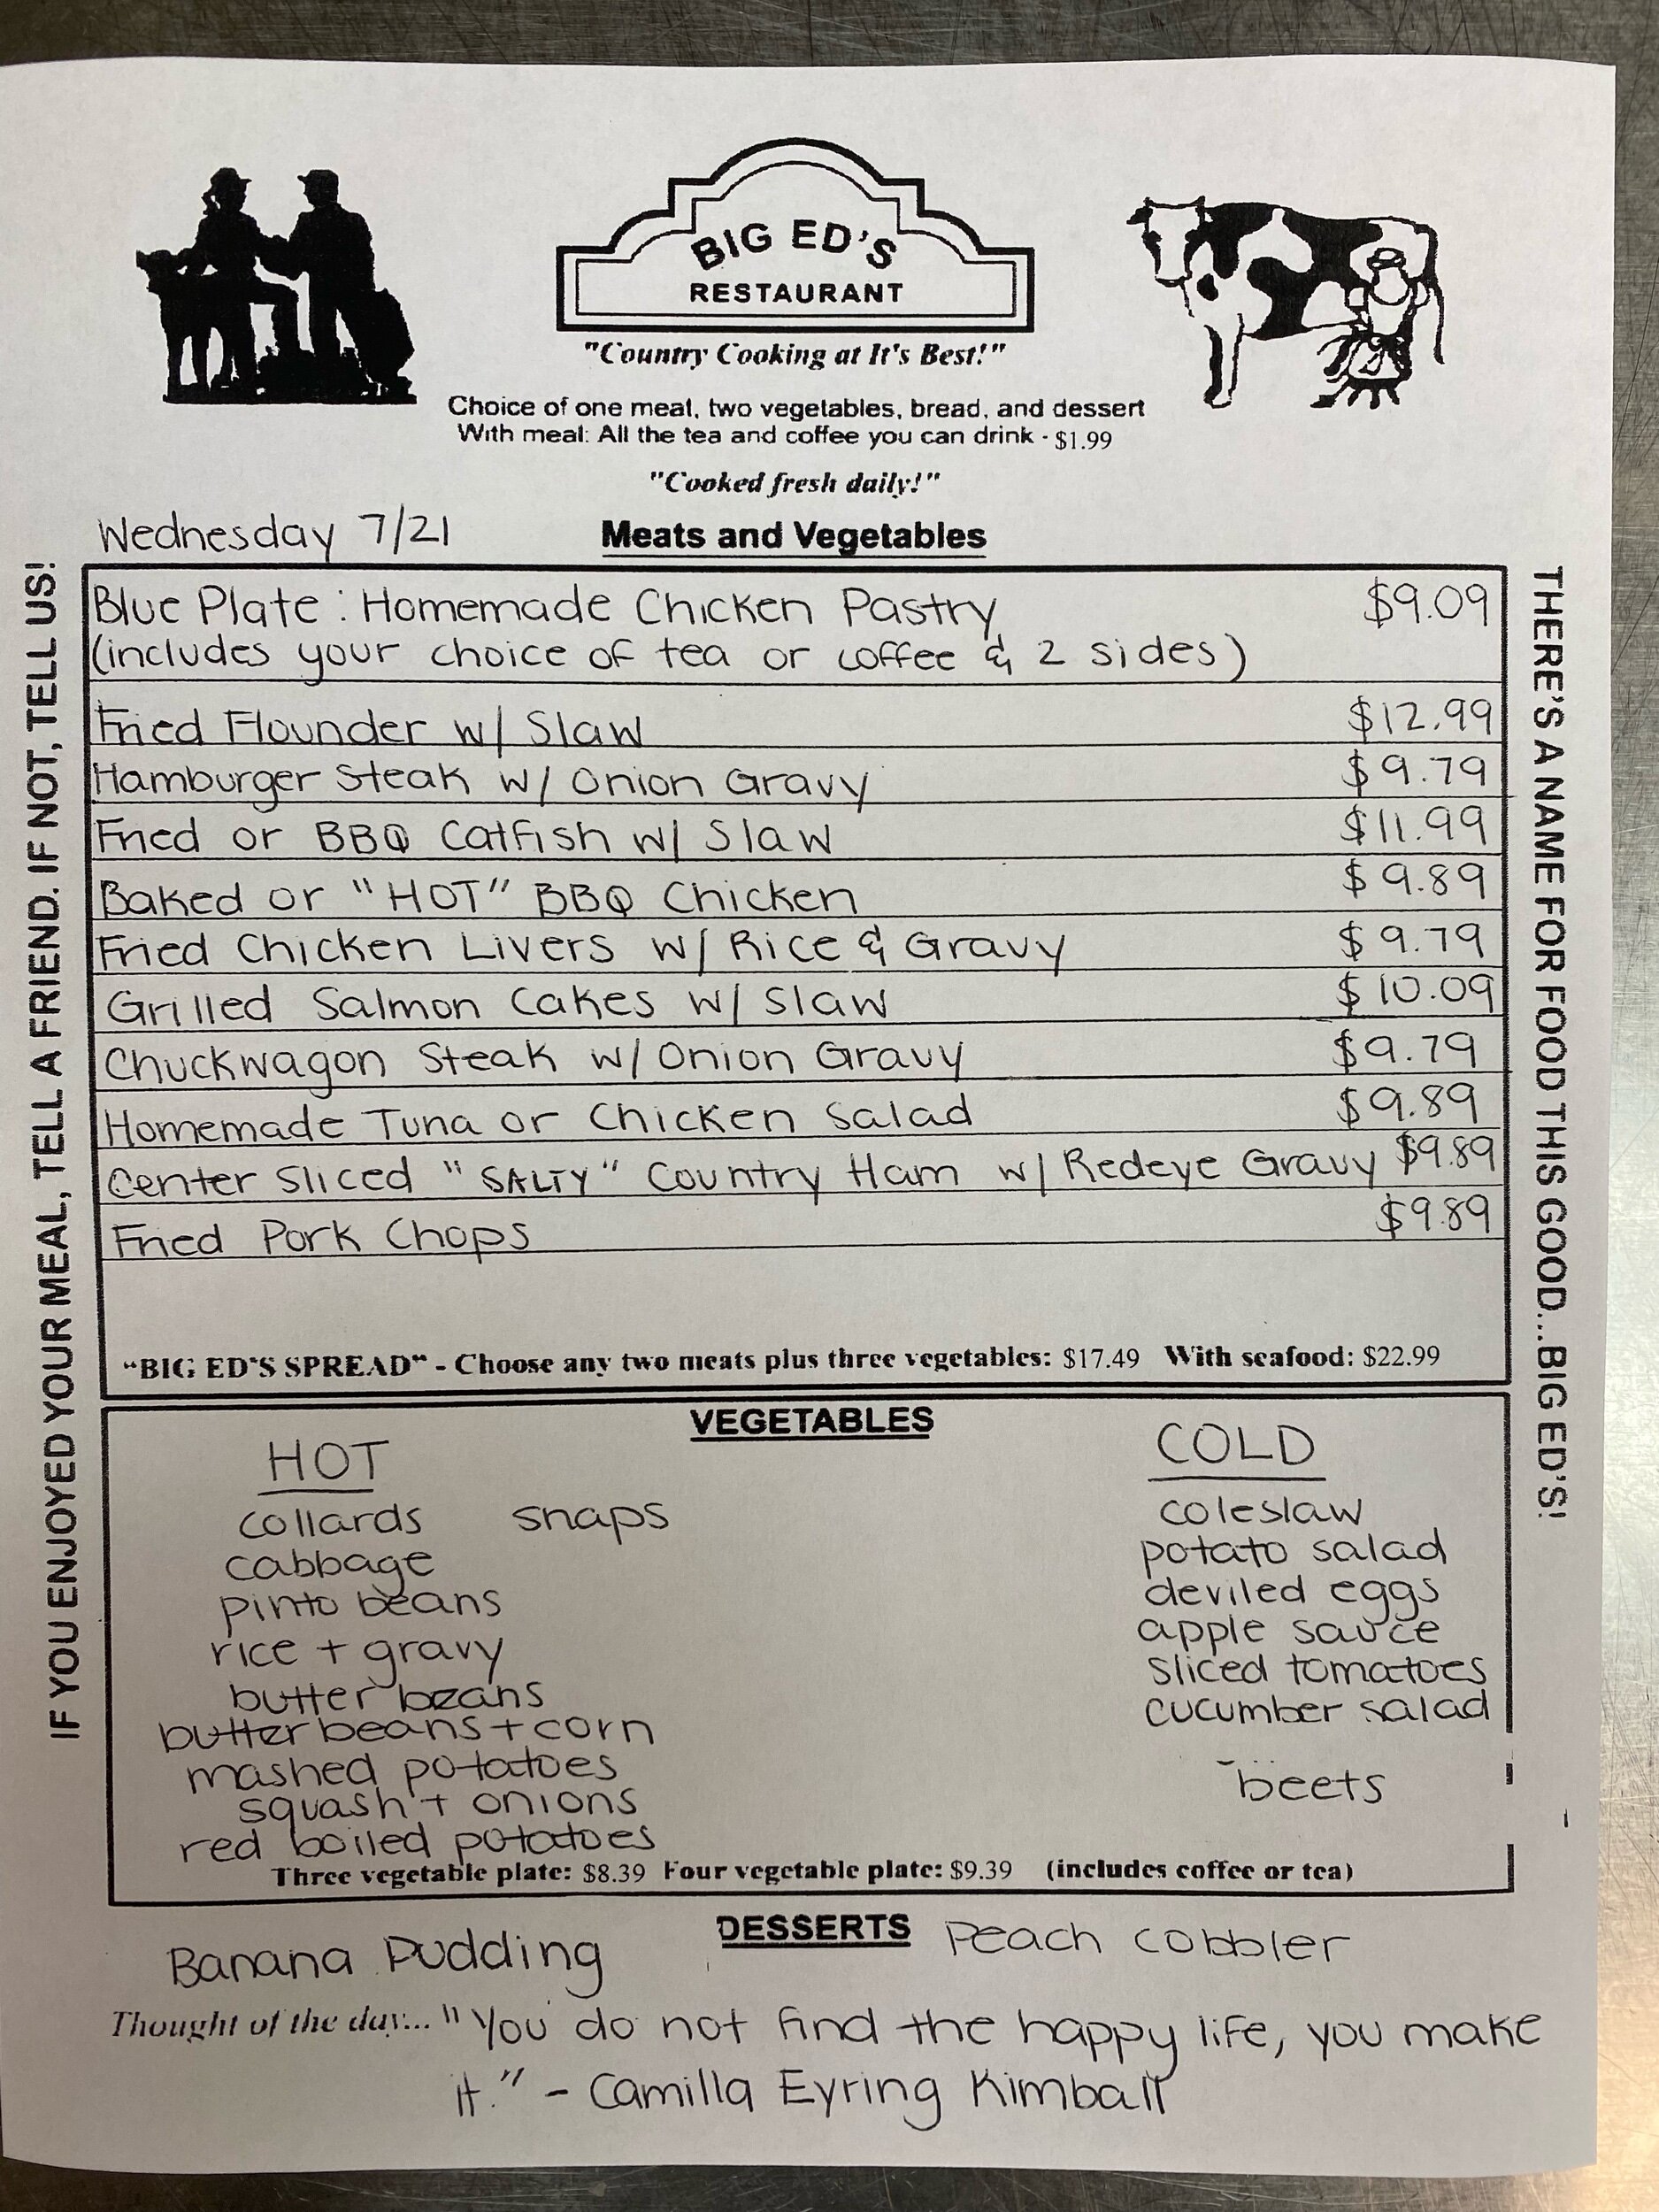 BIG ED'S
RESTAURANT
"Country Cooking at It's Best!"
Choice of one meat, two vegetables, bread, and dessert
With meal: All the tea and coffee you can drink - $1.99
"Cooked fresh daily!"
Wednesday 7/21
Meats and Vegetables
IF YOU ENJOYED YOUR MEAL, TELL A FRIEND. IF NOT, TELL US!
THERE'S A NAME FOR FOOD THIS GOOD...BIG ED'S!
Blue Plate: Homemade Chicken Pastry $9.09
(includes your choice of tea or coffee & 2 sides)
Fried Flounder w/ Slaw $12.99
Hamburger Steak w/ Onion Gravy $9.79
Fried or BBQ Catfish w/ Slaw $11.99
Baked or "HOT" BBQ Chicken $9.89
Fried Chicken Livers w/ Rice & Gravy $9.79
Grilled Salmon Cakes w/ Slaw $10.09
Chuckwagon Steak w/ Onion Gravy $9.79
Homemade Tuna or Chicken Salad $9.89
Center Sliced "SALTY" Country Ham w/ Redeye Gravy $9.89
Fried Pork Chops $9.89
"BIG ED'S SPREAD" - Choose any two meats plus three vegetables: $17.49 With seafood: $22.99
VEGETABLES
HOT
collards snaps
cabbage
pinto beans
rice + gravy
butter beans
butter beans + corn
mashed potatoes
squash + onions
red boiled potatoes
COLD
coleslaw
potato salad
deviled eggs
apple sauce
sliced tomatoes
cucumber salad
beets
Three vegetable plate: $8.39 Four vegetable plate: $9.39 (includes coffee or tea)
DESSERTS
Banana Pudding
Peach cobbler
Thought of the day... "You do not find the happy life, you make
it." - Camilla Eyring Kimball